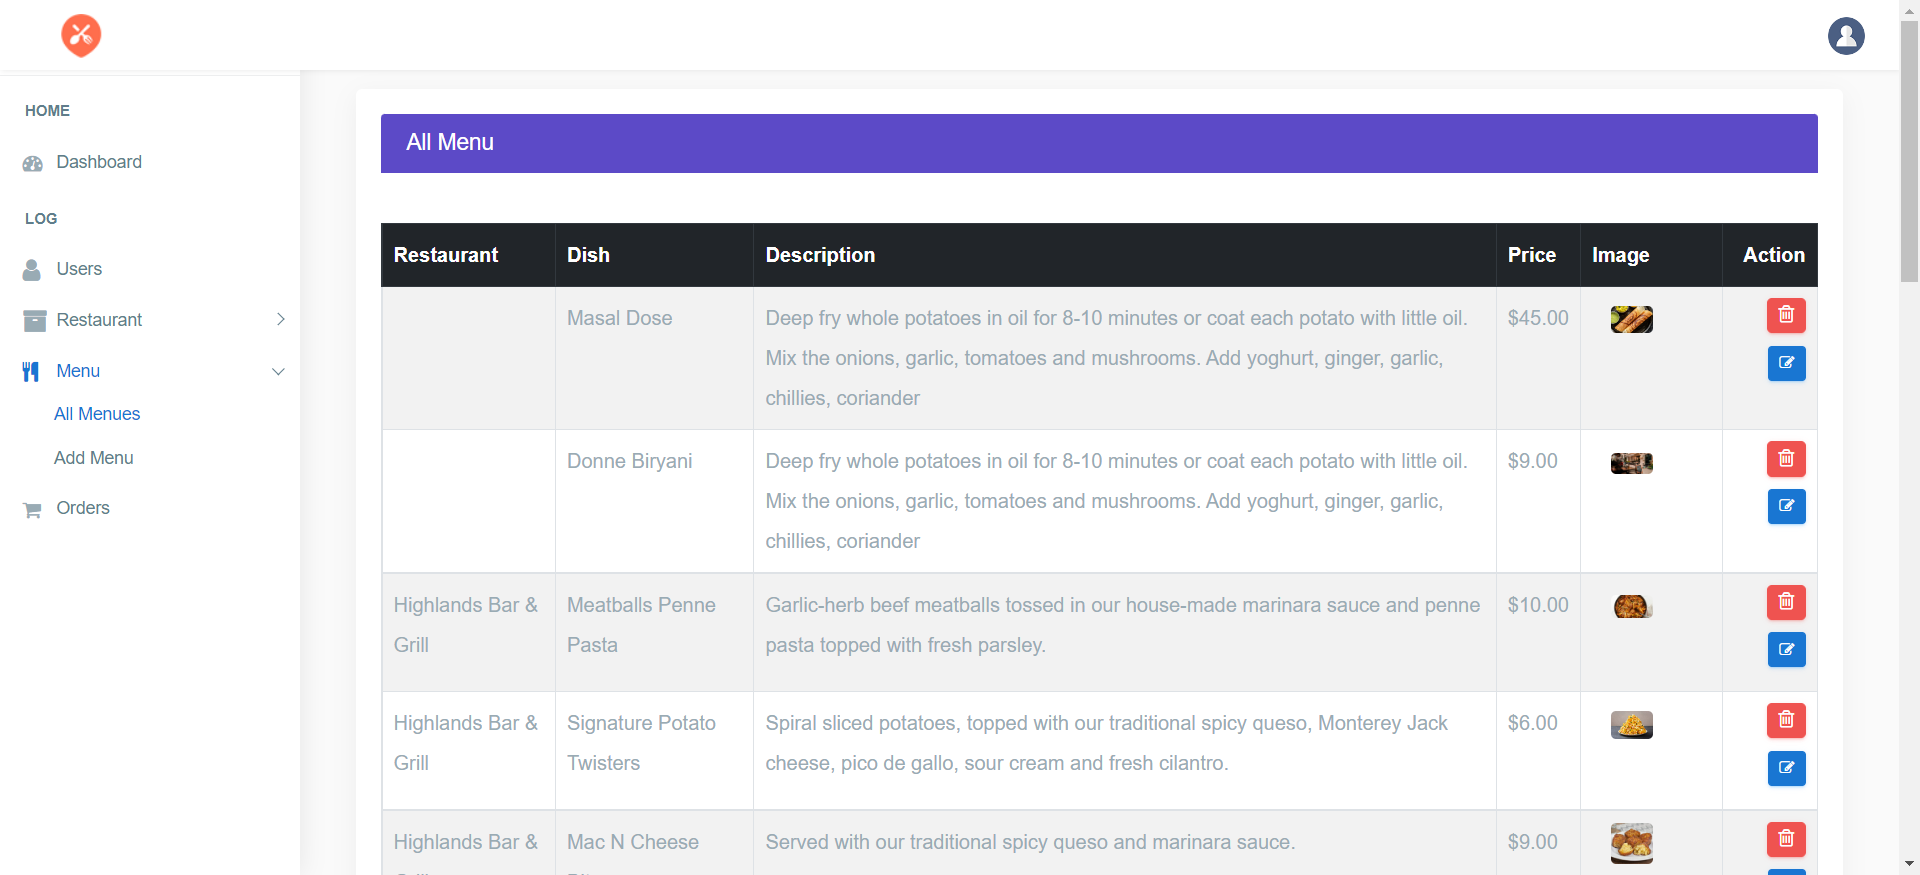 HOME
Dashboard
LOG
Users
Restaurant
Menu
All Menues
Add Menu
Orders
All Menu
Restaurant Dish Description Price Image Action
Masal Dose Deep fry whole potatoes in oil for 8-10 minutes or coat each potato with little oil. $45.00
Mix the onions, garlic, tomatoes and mushrooms. Add yoghurt, ginger, garlic,
chillies, coriander
Donne Biryani Deep fry whole potatoes in oil for 8-10 minutes or coat each potato with little oil. $9.00
Mix the onions, garlic, tomatoes and mushrooms. Add yoghurt, ginger, garlic,
chillies, coriander
Highlands Bar & Meatballs Penne Garlic-herb beef meatballs tossed in our house-made marinara sauce and penne $10.00
Grill Pasta pasta topped with fresh parsley.
Highlands Bar & Signature Potato Spiral sliced potatoes, topped with our traditional spicy queso, Monterey Jack $6.00
Grill Twisters cheese, pico de gallo, sour cream and fresh cilantro.
Highlands Bar & Mac N Cheese Served with our traditional spicy queso and marinara sauce. $9.00